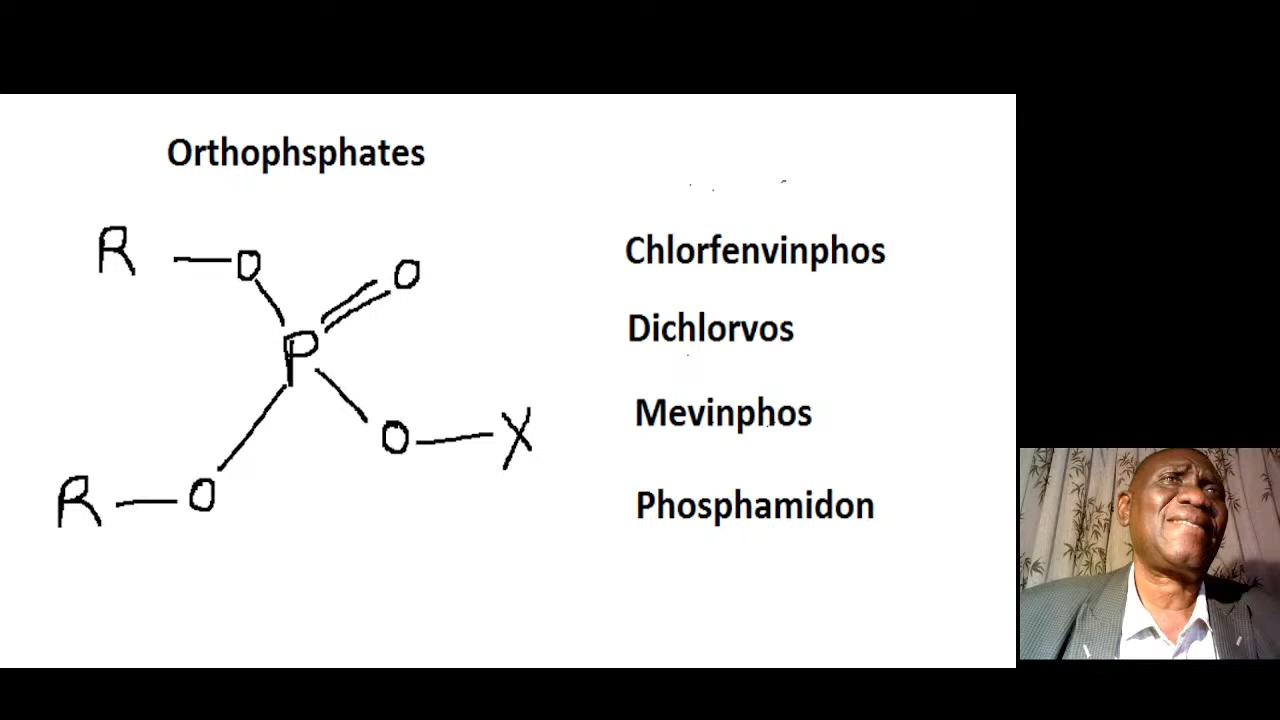 Orthophsphates
R O O
P
O X
R O
Chlorfenvinphos
Dichlorvos
Mevinphos
Phosphamidon